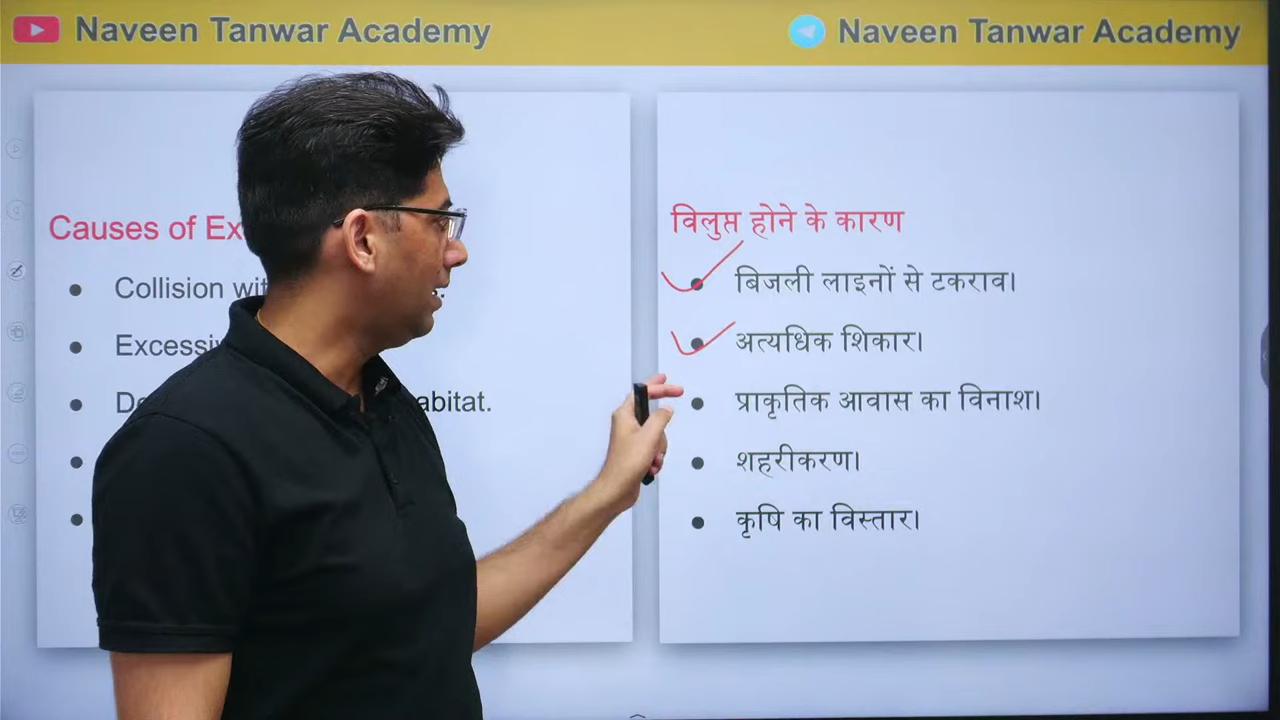 Naveen Tanwar Academy
Naveen Tanwar Academy
Causes of Ex
Collision wit
Excessiv
De abitat.
विलुप्त होने के कारण
बिजली लाइनों से टकराव।
अत्यधिक शिकार।
प्राकृतिक आवास का विनाश।
शहरीकरण।
कृषि का विस्तार।